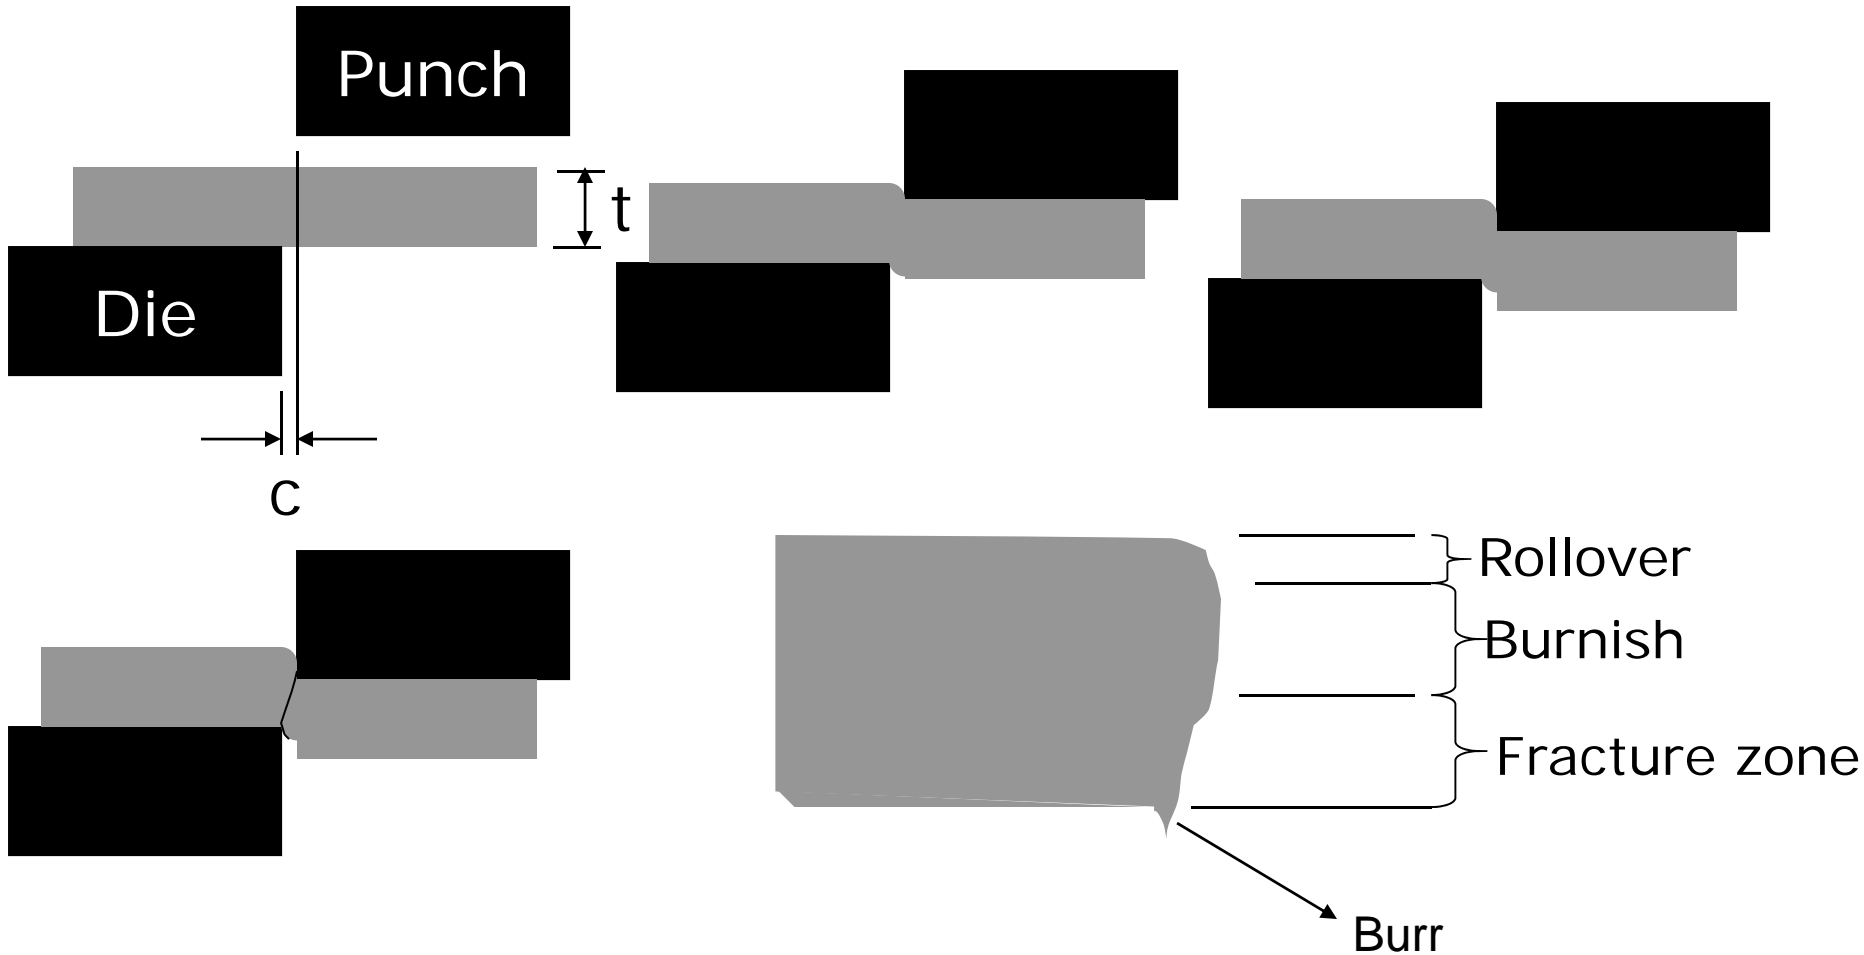 Punch
t
Die
c
Rollover
Burnish
Fracture zone
Burr